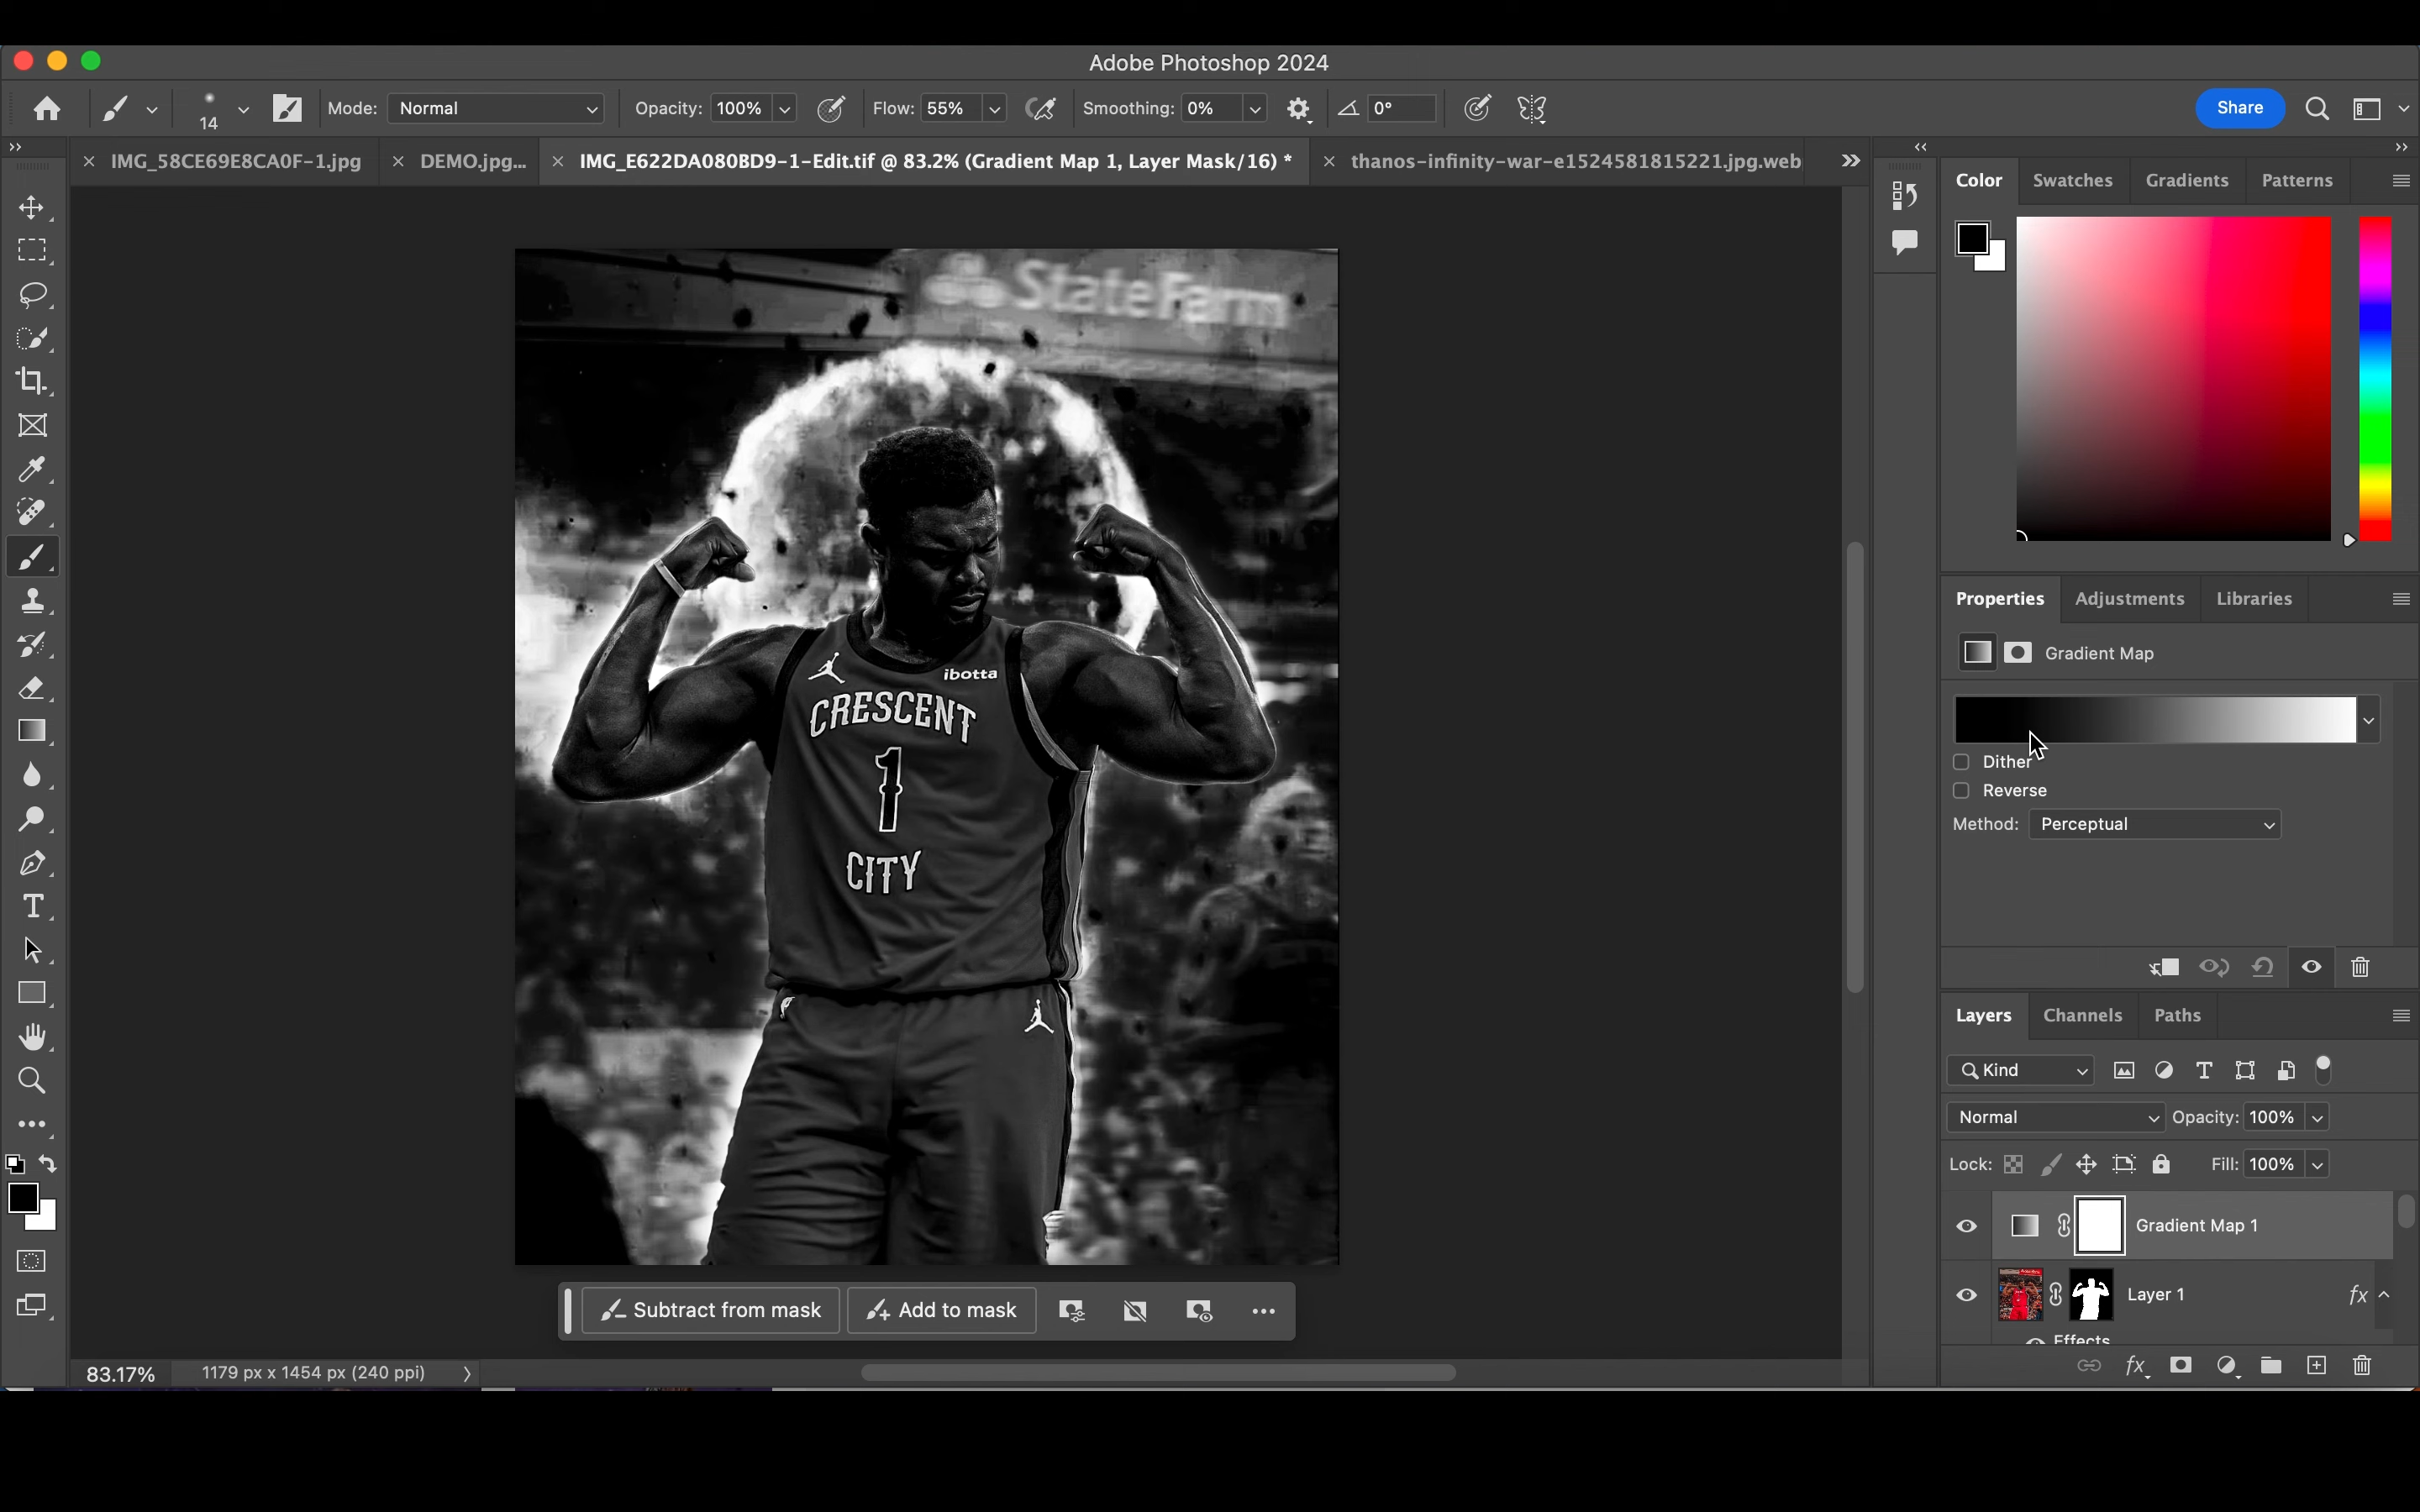 Adobe Photoshop 2024
14 Mode: Normal Opacity: 100% Flow: 55% Smoothing: 0% 0° Share
IMG_58CE69E8CA0F-1.jpg DEMO.jpg... IMG_E622DA080BD9-1-Edit.tif @ 83.2% (Gradient Map 1, Layer Mask/16) * thanos-infinity-war-e1524581815221.jpg.web
Color Swatches Gradients Patterns
StateFarm
ibotta
CRESCENT
1
CITY
Properties Adjustments Libraries
Gradient Map
Dither
Reverse
Method: Perceptual
Layers Channels Paths
Kind
Normal Opacity: 100%
Lock: Fill: 100%
Gradient Map 1
Layer 1 fx
Effects
fx
Subtract from mask Add to mask
83.17% 1179 px x 1454 px (240 ppi)